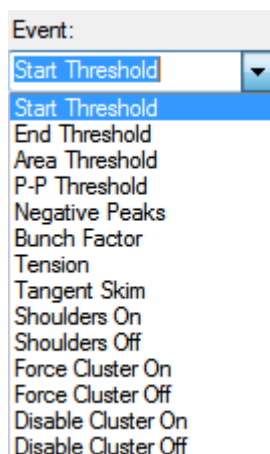 Event:
Start Threshold
Start Threshold
End Threshold
Area Threshold
P-P Threshold
Negative Peaks
Bunch Factor
Tension
Tangent Skim
Shoulders On
Shoulders Off
Force Cluster On
Force Cluster Off
Disable Cluster On
Disable Cluster Off